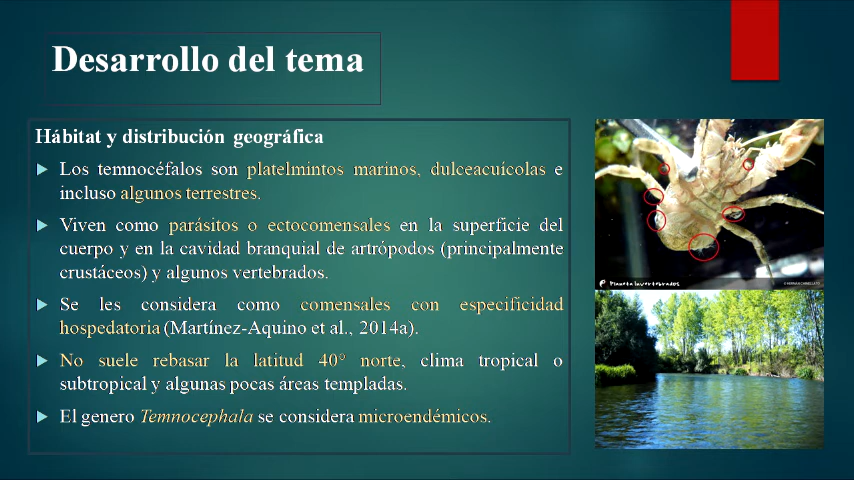 Desarrollo del tema
Hábitat y distribución geográfica
Los temnocéfalos son platelmintos marinos, dulceacuícolas e
incluso algunos terrestres.
Viven como parásitos o ectocomensales en la superficie del
cuerpo y en la cavidad branquial de artrópodos (principalmente
crustáceos) y algunos vertebrados.
Se les considera como comensales con especificidad
hospedatoria (Martínez-Aquino et al., 2014a).
No suele rebasar la latitud 40° norte, clima tropical o
subtropical y algunas pocas áreas templadas.
El genero Temnocephala se considera microendémicos.
Planeta Invertebrados